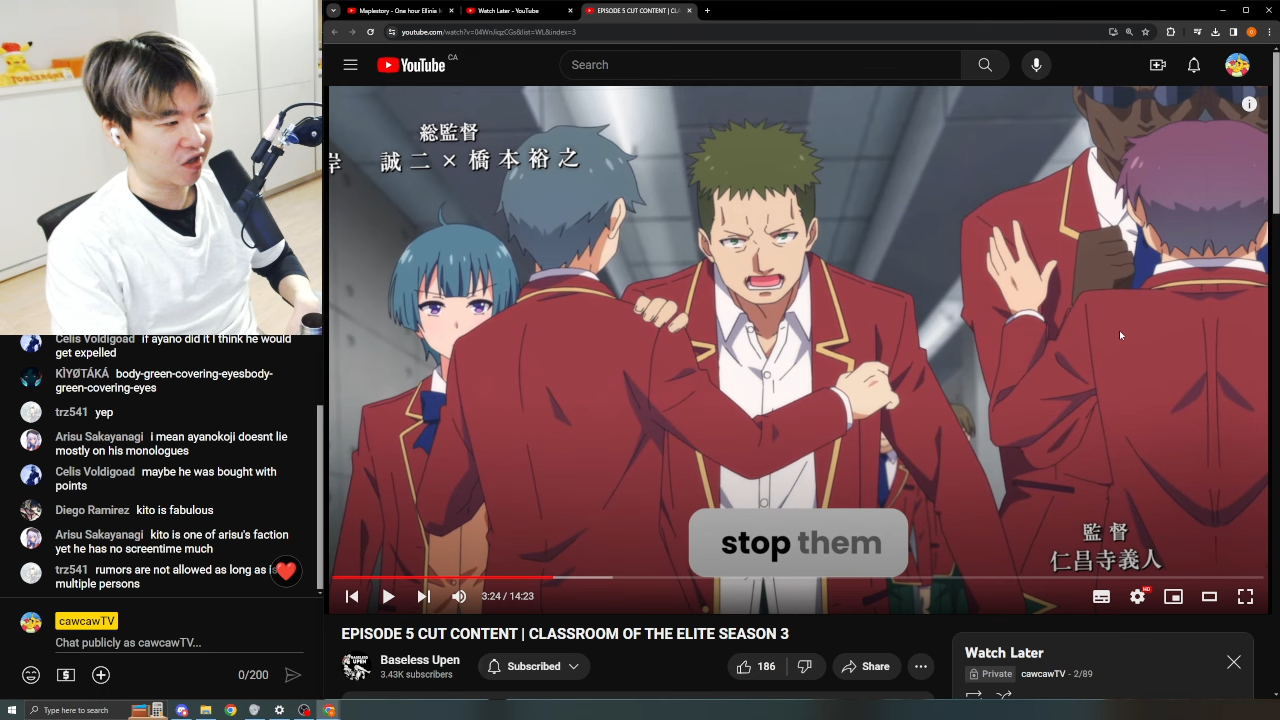 Maplestory - One hour Ellinia
Watch Later - YouTube
EPISODE 5 CUT CONTENT | CL
youtube.com/watch?v=04WnJiqzCGs&list=WL&index=3
YouTube CA
Search
総監督
岸 誠二 × 橋本裕之
stop them
監督
仁昌寺義人
3:24 / 14:23
HD
EPISODE 5 CUT CONTENT | CLASSROOM OF THE ELITE SEASON 3
BASELESS UPEN
Baseless Upen
3.43K subscribers
Subscribed
186
Share
Watch Later
Private cawcawTV - 2/89
Celis Voldigoad if ayano did it I think he would
get expelled
KÌYØTÁKÁ body-green-covering-eyesbody-
green-covering-eyes
trz541 yep
Arisu Sakayanagi i mean ayanokoji doesnt lie
mostly on his monologues
Celis Voldigoad maybe he was bought with
points
Diego Ramirez kito is fabulous
Arisu Sakayanagi kito is one of arisu's faction
yet he has no screentime much
trz541 rumors are not allowed as long as
multiple persons
cawcawTV
Chat publicly as cawcawTV...
0/200
Type here to search